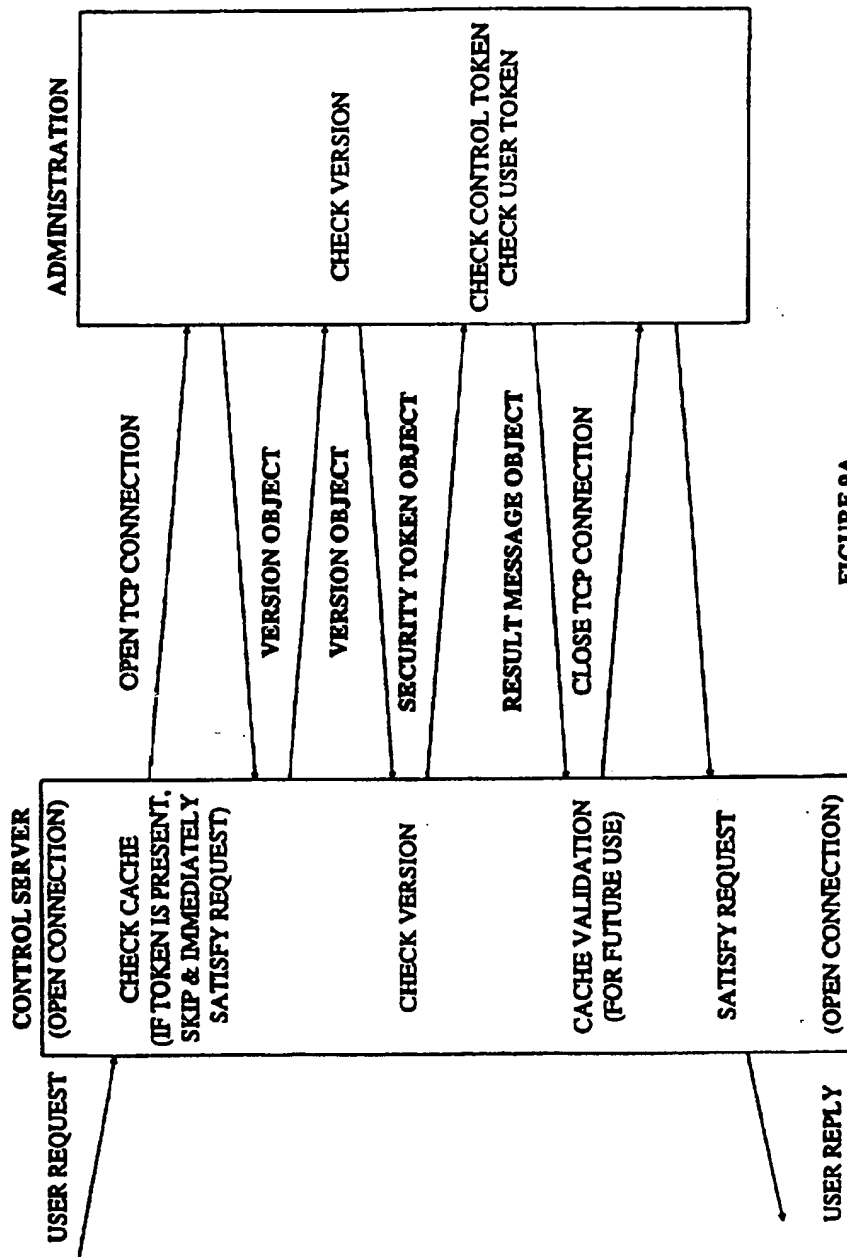 USER REQUEST
CONTROL SERVER
(OPEN CONNECTION)
CHECK CACHE
(IF TOKEN IS PRESENT,
SKIP & IMMEDIATELY
SATISFY REQUEST)
CHECK VERSION
CACHE VALIDATION
(FOR FUTURE USE)
SATISFY REQUEST
(OPEN CONNECTION)
USER REPLY
OPEN TCP CONNECTION
VERSION OBJECT
VERSION OBJECT
SECURITY TOKEN OBJECT
RESULT MESSAGE OBJECT
CLOSE TCP CONNECTION
ADMINISTRATION
CHECK VERSION
CHECK CONTROL TOKEN
CHECK USER TOKEN